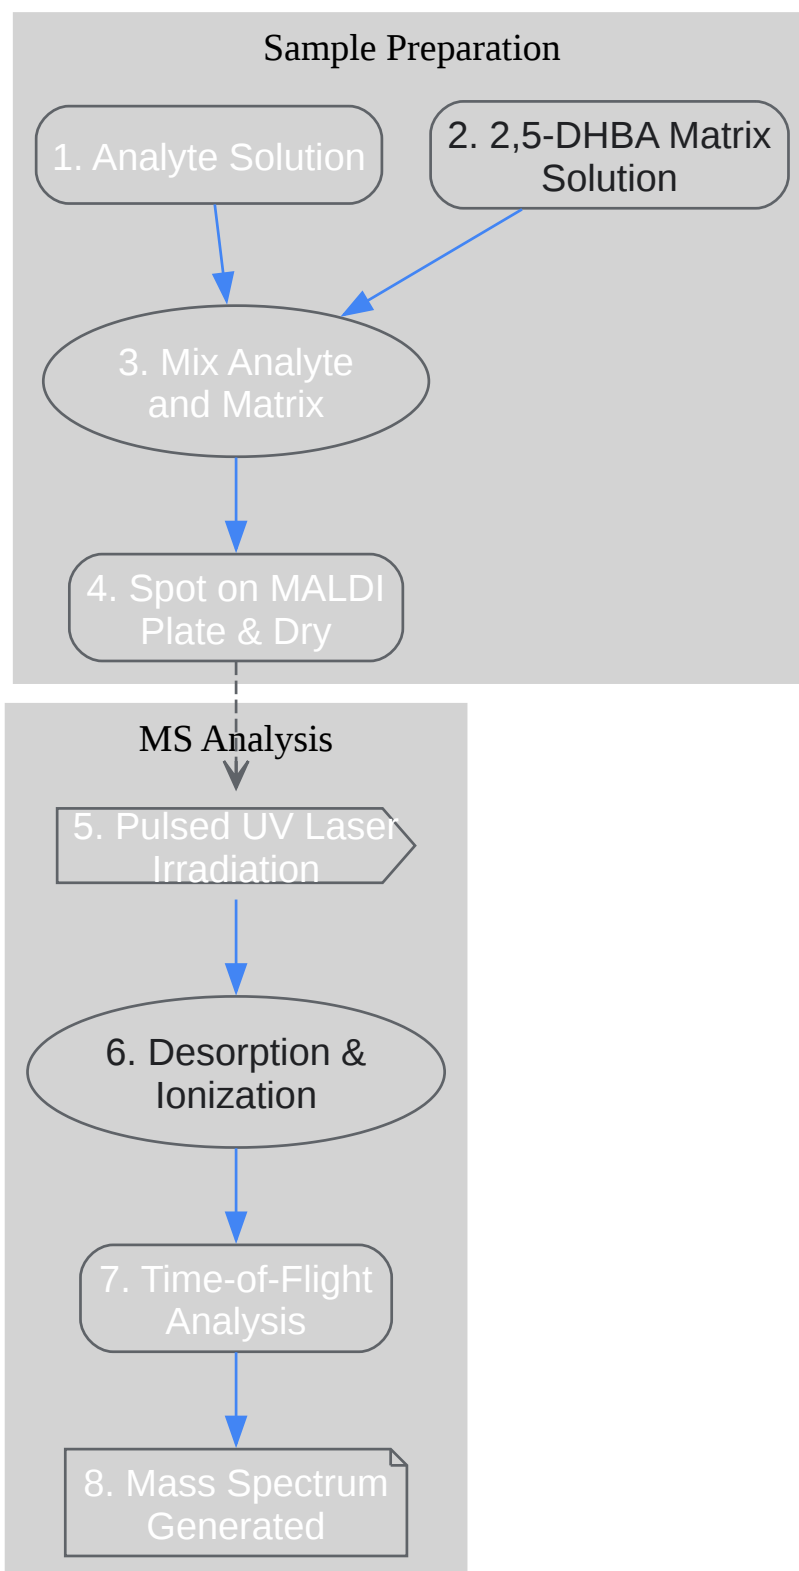 Sample Preparation
1. Analyte Solution
2. 2,5-DHBA Matrix
Solution
3. Mix Analyte
and Matrix
4. Spot on MALDI
Plate & Dry
MS Analysis
5. Pulsed UV Laser
Irradiation
6. Desorption &
Ionization
7. Time-of-Flight
Analysis
8. Mass Spectrum
Generated